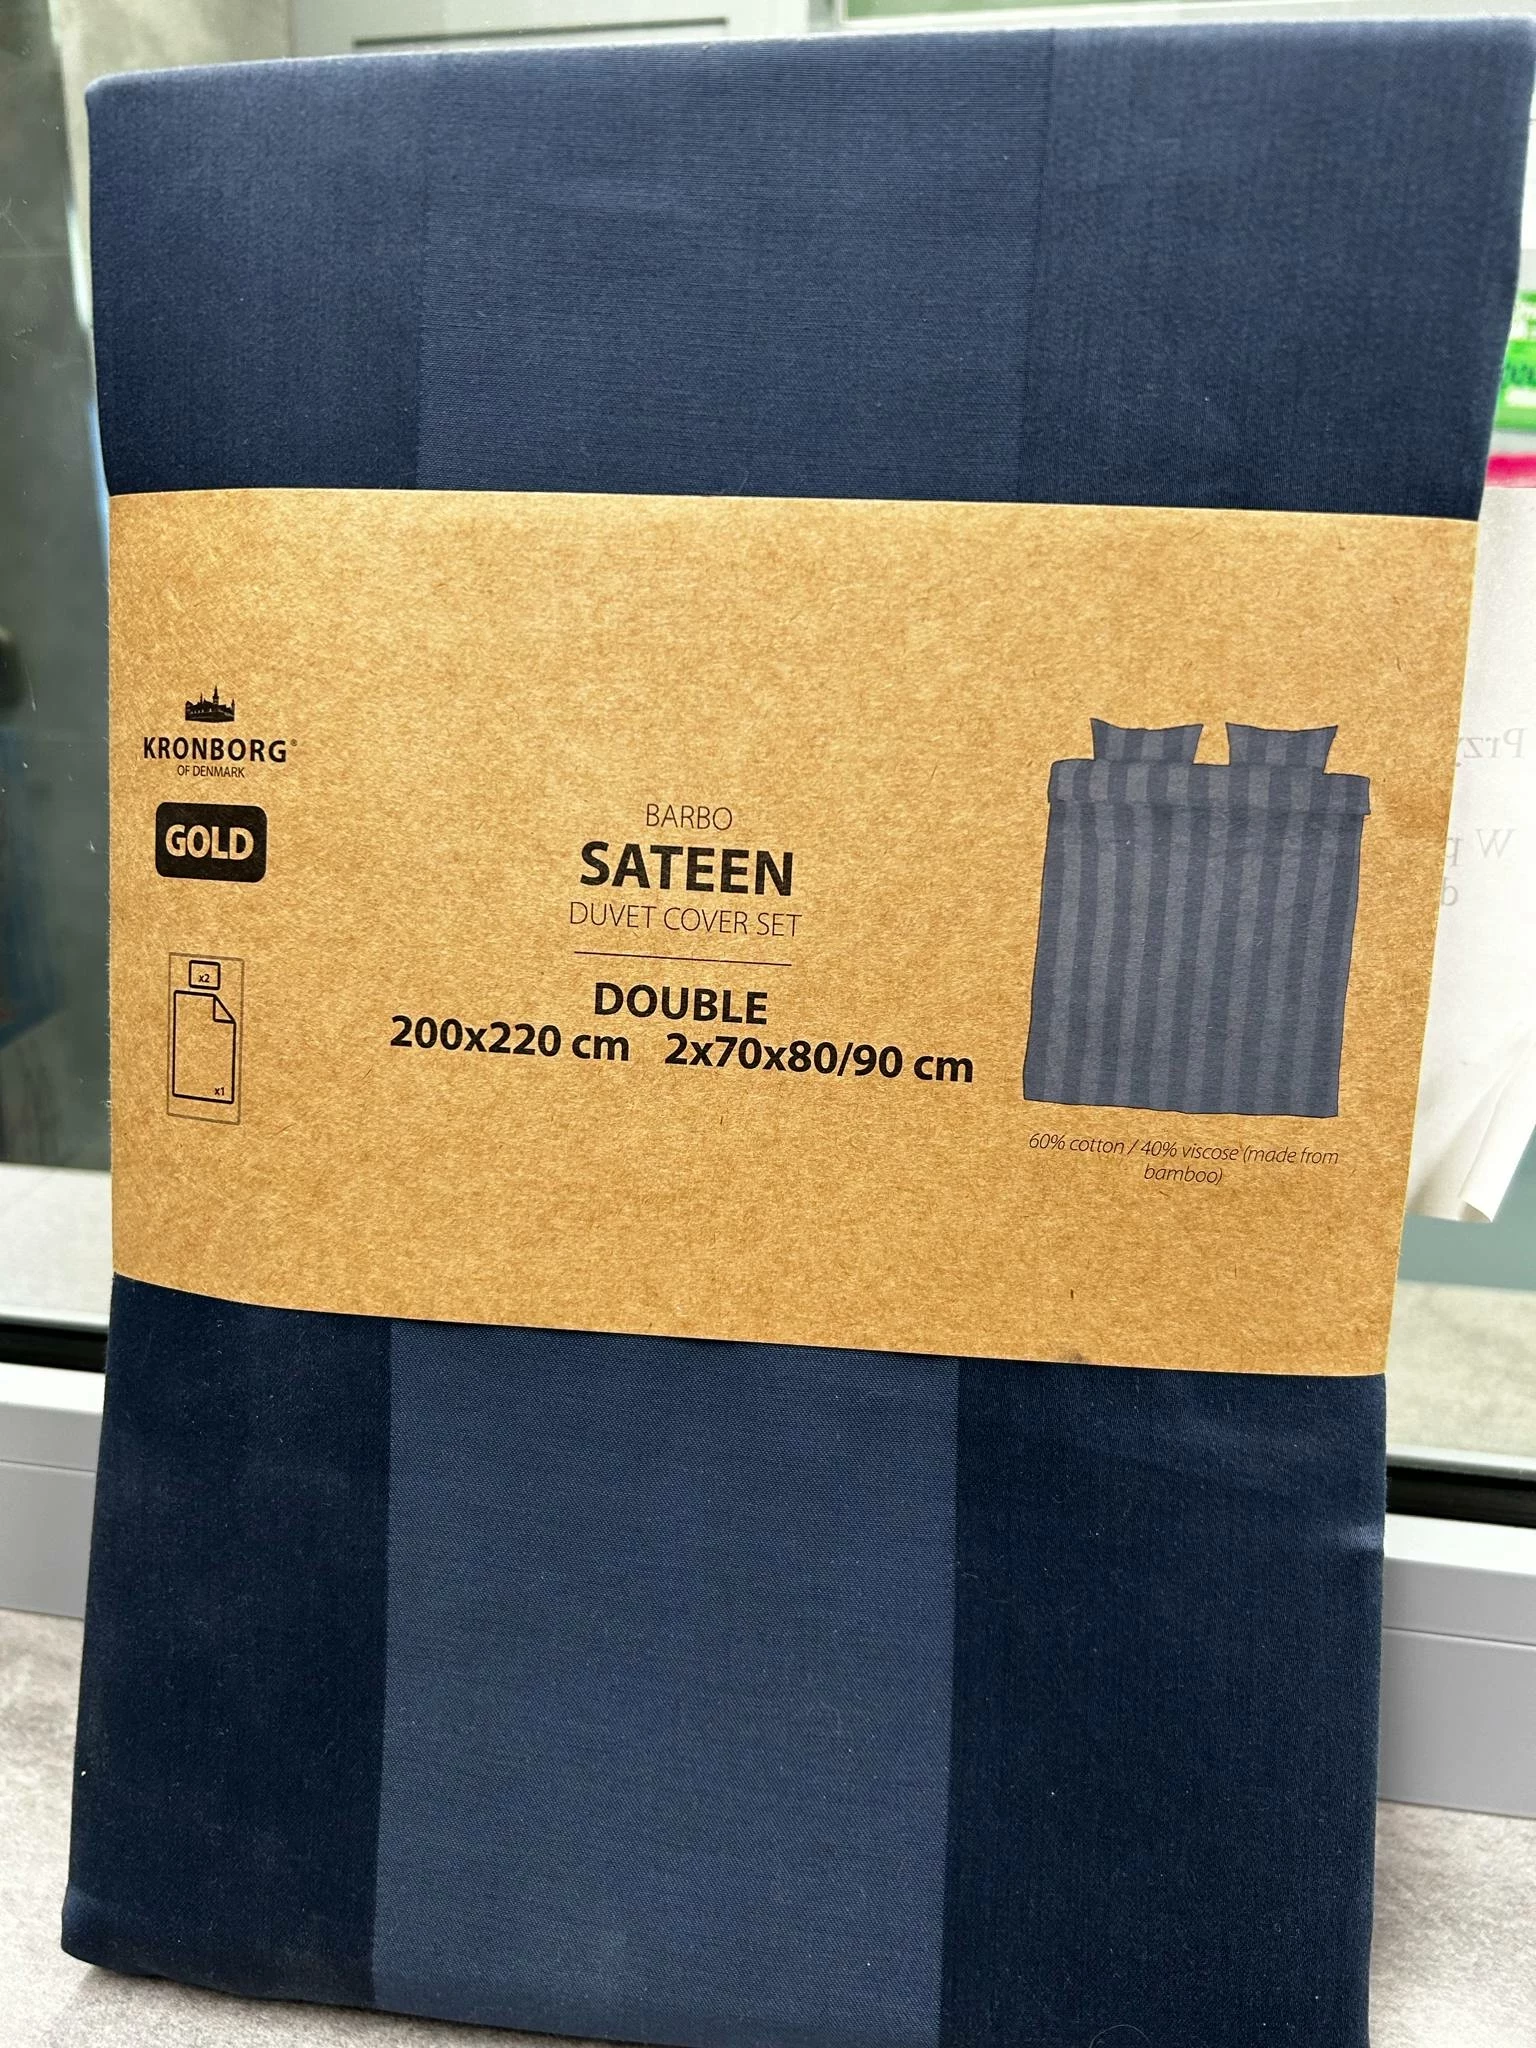 KRONBORG®
OF DENMARK
GOLD
x2
x1
BARBO
SATEEN
DUVET COVER SET
DOUBLE
200x220 cm 2x70x80/90 cm
60% cotton / 40% viscose (made from
bamboo)